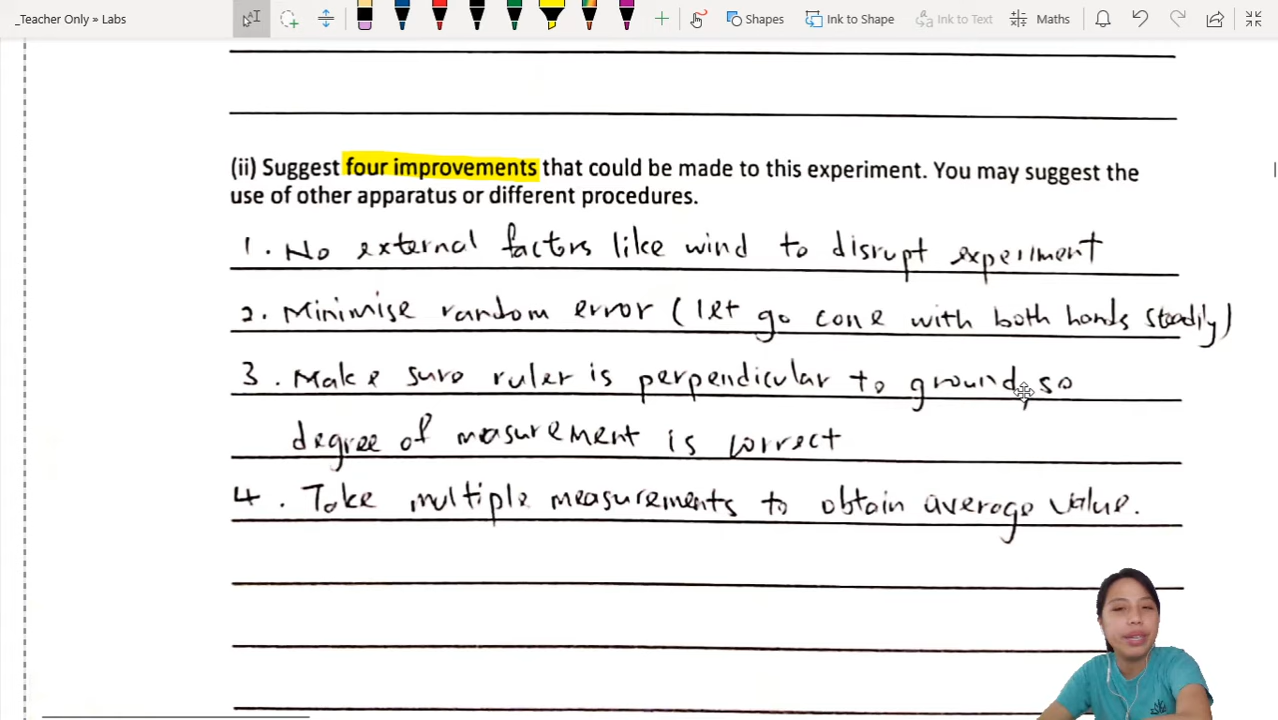 _Teacher Only » Labs
Shapes
Ink to Shape
Ink to Text
Maths
(ii) Suggest four improvements that could be made to this experiment. You may suggest the
use of other apparatus or different procedures.
1. No external factors like wind to disrupt experiment
2. Minimise random error (let go cone with both hands steadily)
3. Make sure ruler is perpendicular to ground, so
degree of measurement is correct
4. Take multiple measurements to obtain average value.